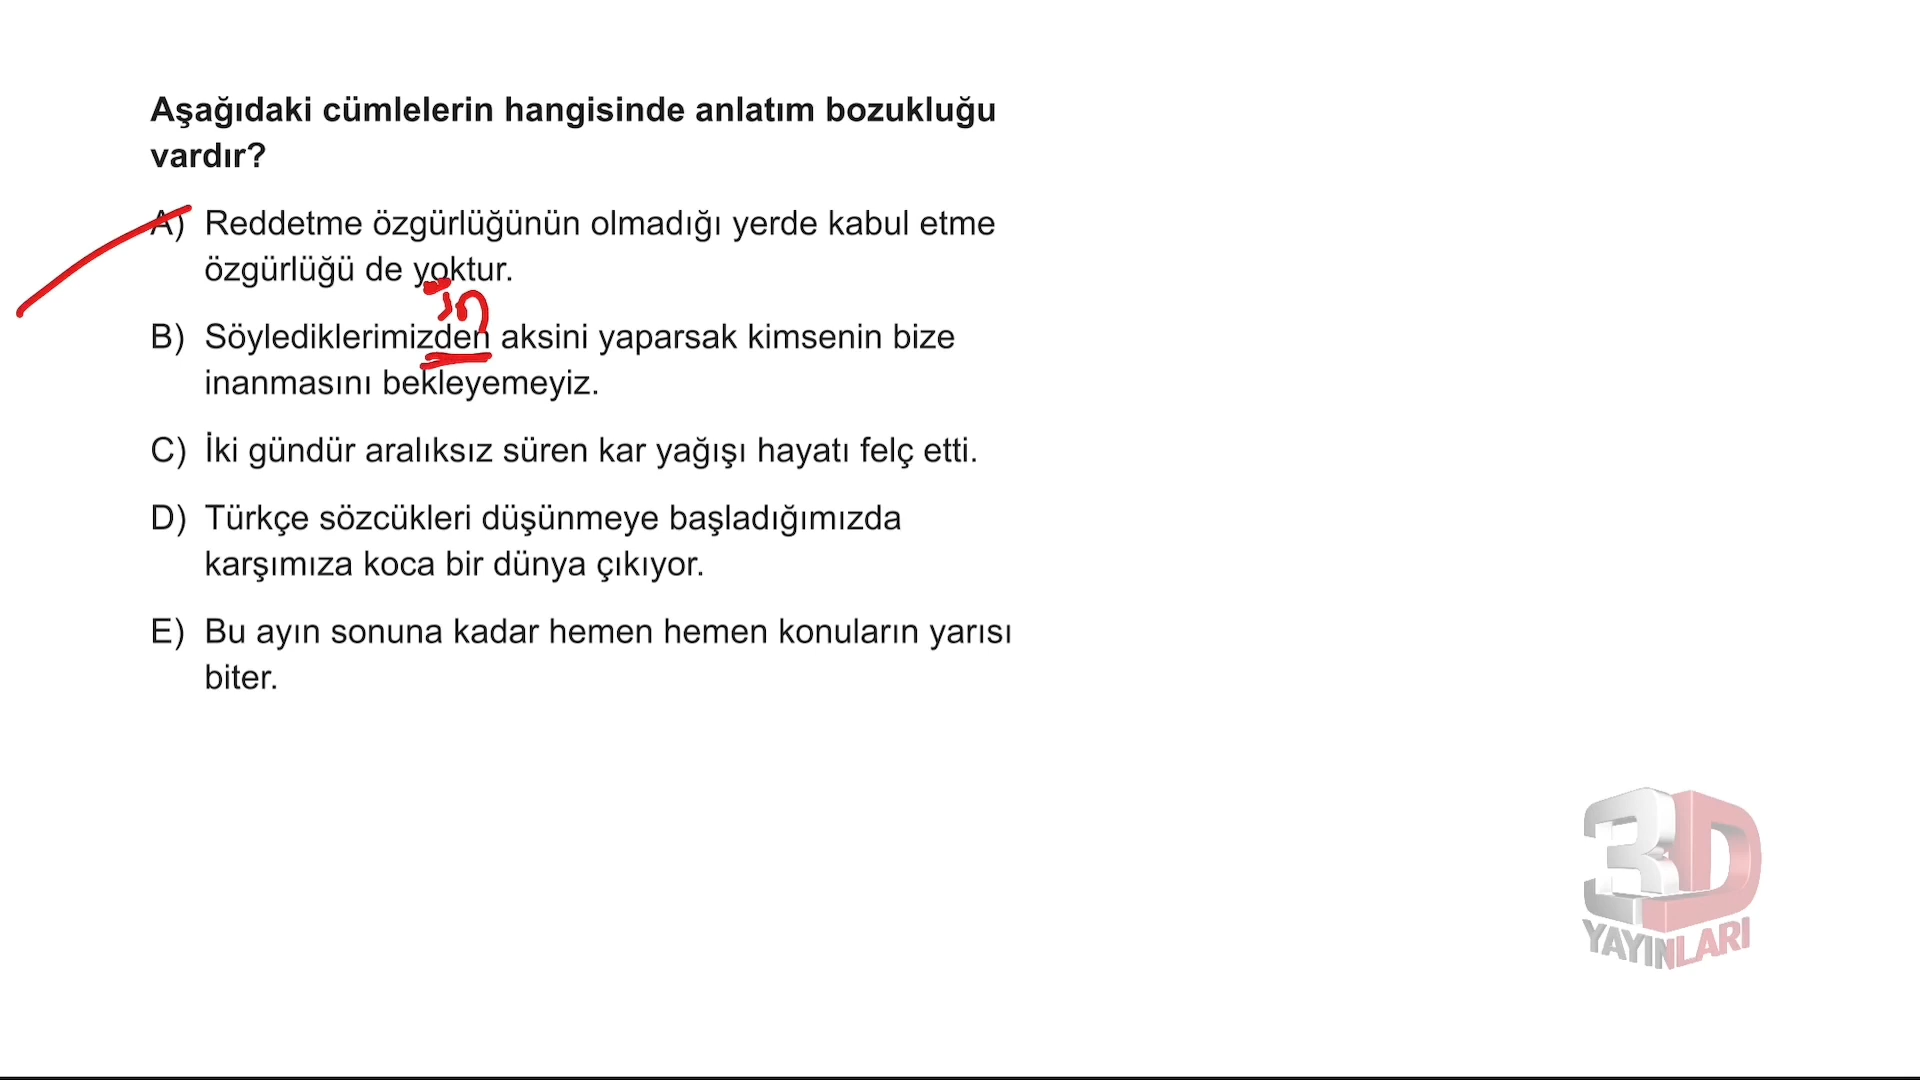 Aşağıdaki cümlelerin hangisinde anlatım bozukluğu
vardır?
A) Reddetme özgürlüğünün olmadığı yerde kabul etme
özgürlüğü de yoktur.
in
B) Söylediklerimizden aksini yaparsak kimsenin bize
inanmasını bekleyemeyiz.
C) İki gündür aralıksız süren kar yağışı hayatı felç etti.
D) Türkçe sözcükleri düşünmeye başladığımızda
karşımıza koca bir dünya çıkıyor.
E) Bu ayın sonuna kadar hemen hemen konuların yarısı
biter.
3D
YAYINLARI